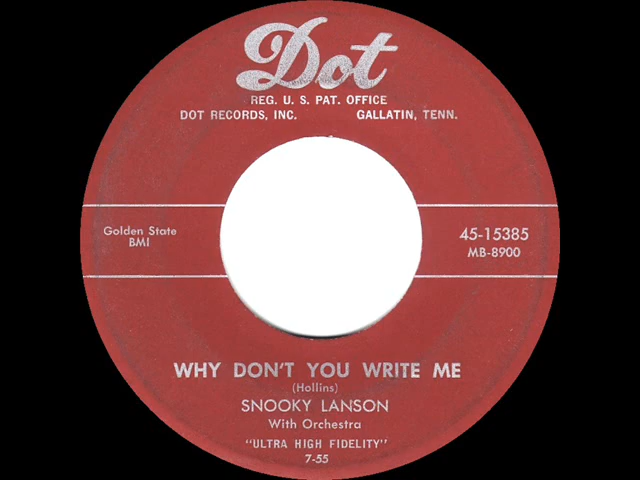 Dot
REG. U. S. PAT. OFFICE
DOT RECORDS, INC. GALLATIN, TENN.
Golden State
BMI
45-15385
MB-8900
WHY DON'T YOU WRITE ME
(Hollins)
SNOOKY LANSON
With Orchestra
"ULTRA HIGH FIDELITY"
7-55